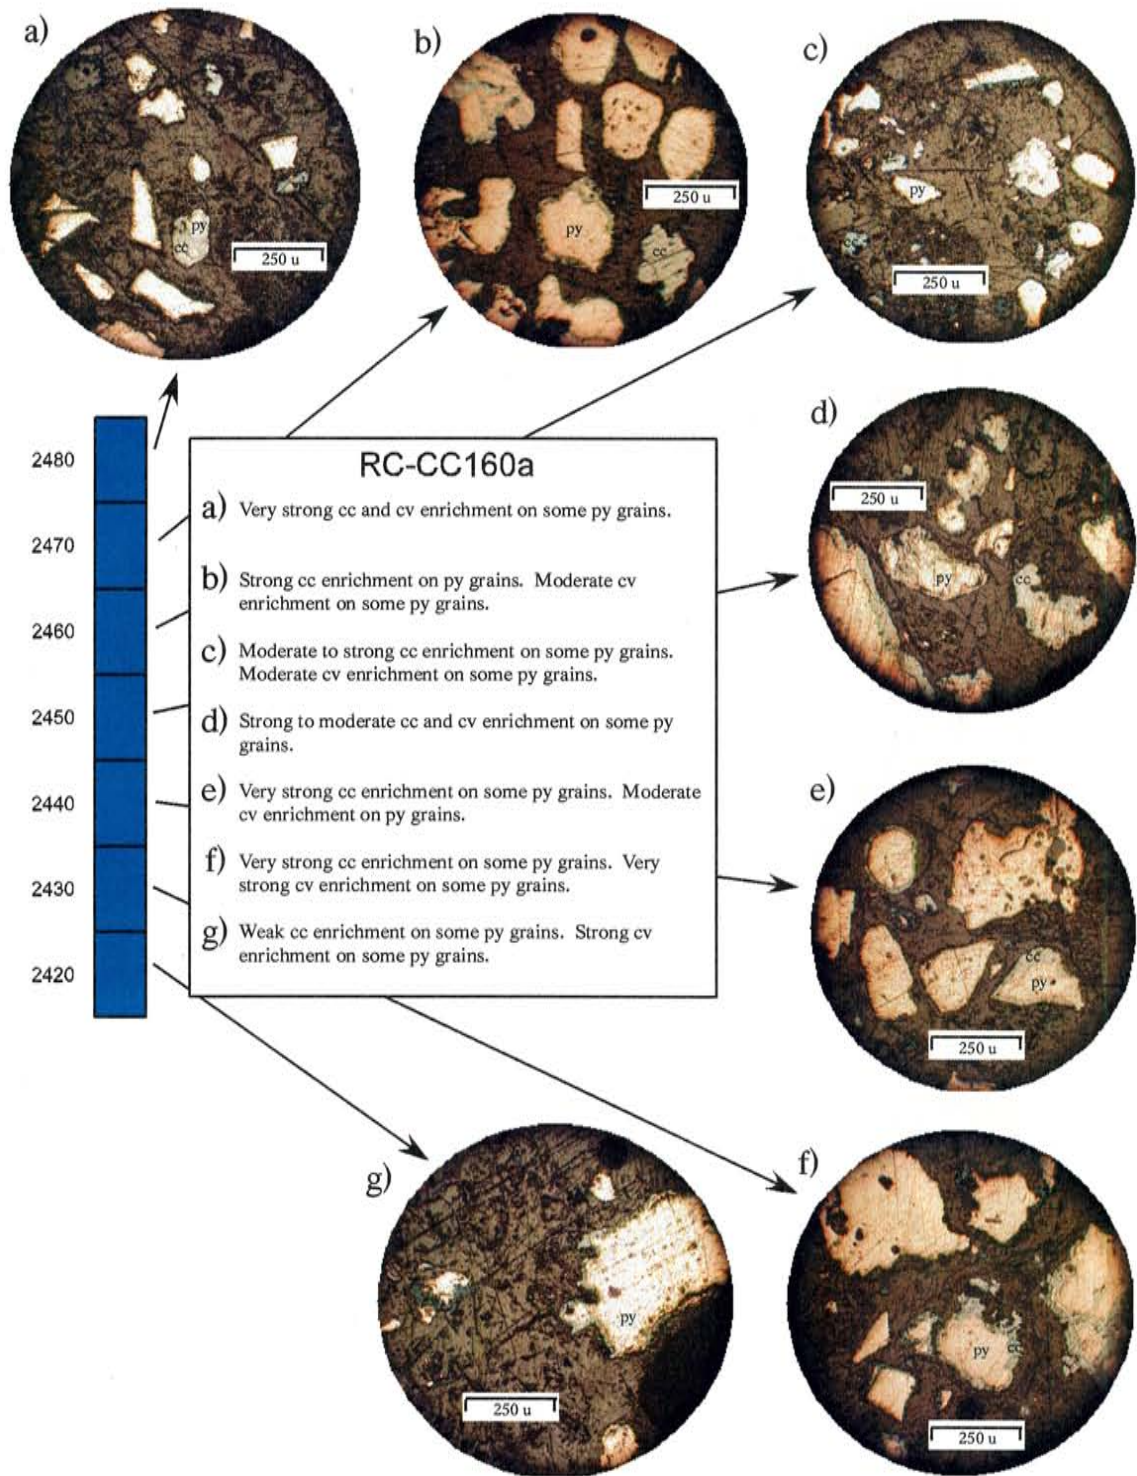 a)
b)
c)
py
cc
250 u
py
cc
250 u
py
cc
250 u
d)
250 u
py
cc
2480
2470
2460
2450
2440
2430
2420
RC-CC160a
a) Very strong cc and cv enrichment on some py grains.
b) Strong cc enrichment on py grains. Moderate cv
enrichment on some py grains.
c) Moderate to strong cc enrichment on some py grains.
Moderate cv enrichment on some py grains.
d) Strong to moderate cc and cv enrichment on some py
grains.
e) Very strong cc enrichment on some py grains. Moderate
cv enrichment on py grains.
f) Very strong cc enrichment on some py grains. Very
strong cv enrichment on some py grains.
g) Weak cc enrichment on some py grains. Strong cv
enrichment on some py grains.
e)
cc
py
250 u
g)
py
250 u
f)
py
cc
250 u